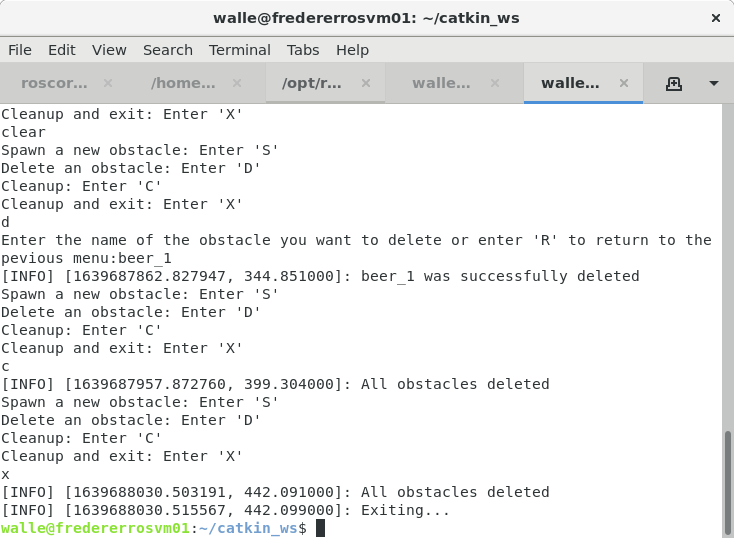 walle@fredererrosvm01: ~/catkin_ws
File Edit View Search Terminal Tabs Help
roscor... /home... /opt/r... walle... walle...
Cleanup and exit: Enter 'X'
clear
Spawn a new obstacle: Enter 'S'
Delete an obstacle: Enter 'D'
Cleanup: Enter 'C'
Cleanup and exit: Enter 'X'
d
Enter the name of the obstacle you want to delete or enter 'R' to return to the
pevious menu:beer_1
[INFO] [1639687862.827947, 344.851000]: beer_1 was successfully deleted
Spawn a new obstacle: Enter 'S'
Delete an obstacle: Enter 'D'
Cleanup: Enter 'C'
Cleanup and exit: Enter 'X'
c
[INFO] [1639687957.872760, 399.304000]: All obstacles deleted
Spawn a new obstacle: Enter 'S'
Delete an obstacle: Enter 'D'
Cleanup: Enter 'C'
Cleanup and exit: Enter 'X'
x
[INFO] [1639688030.503191, 442.091000]: All obstacles deleted
[INFO] [1639688030.515567, 442.099000]: Exiting...
walle@fredererrosvm01:~/catkin_ws$